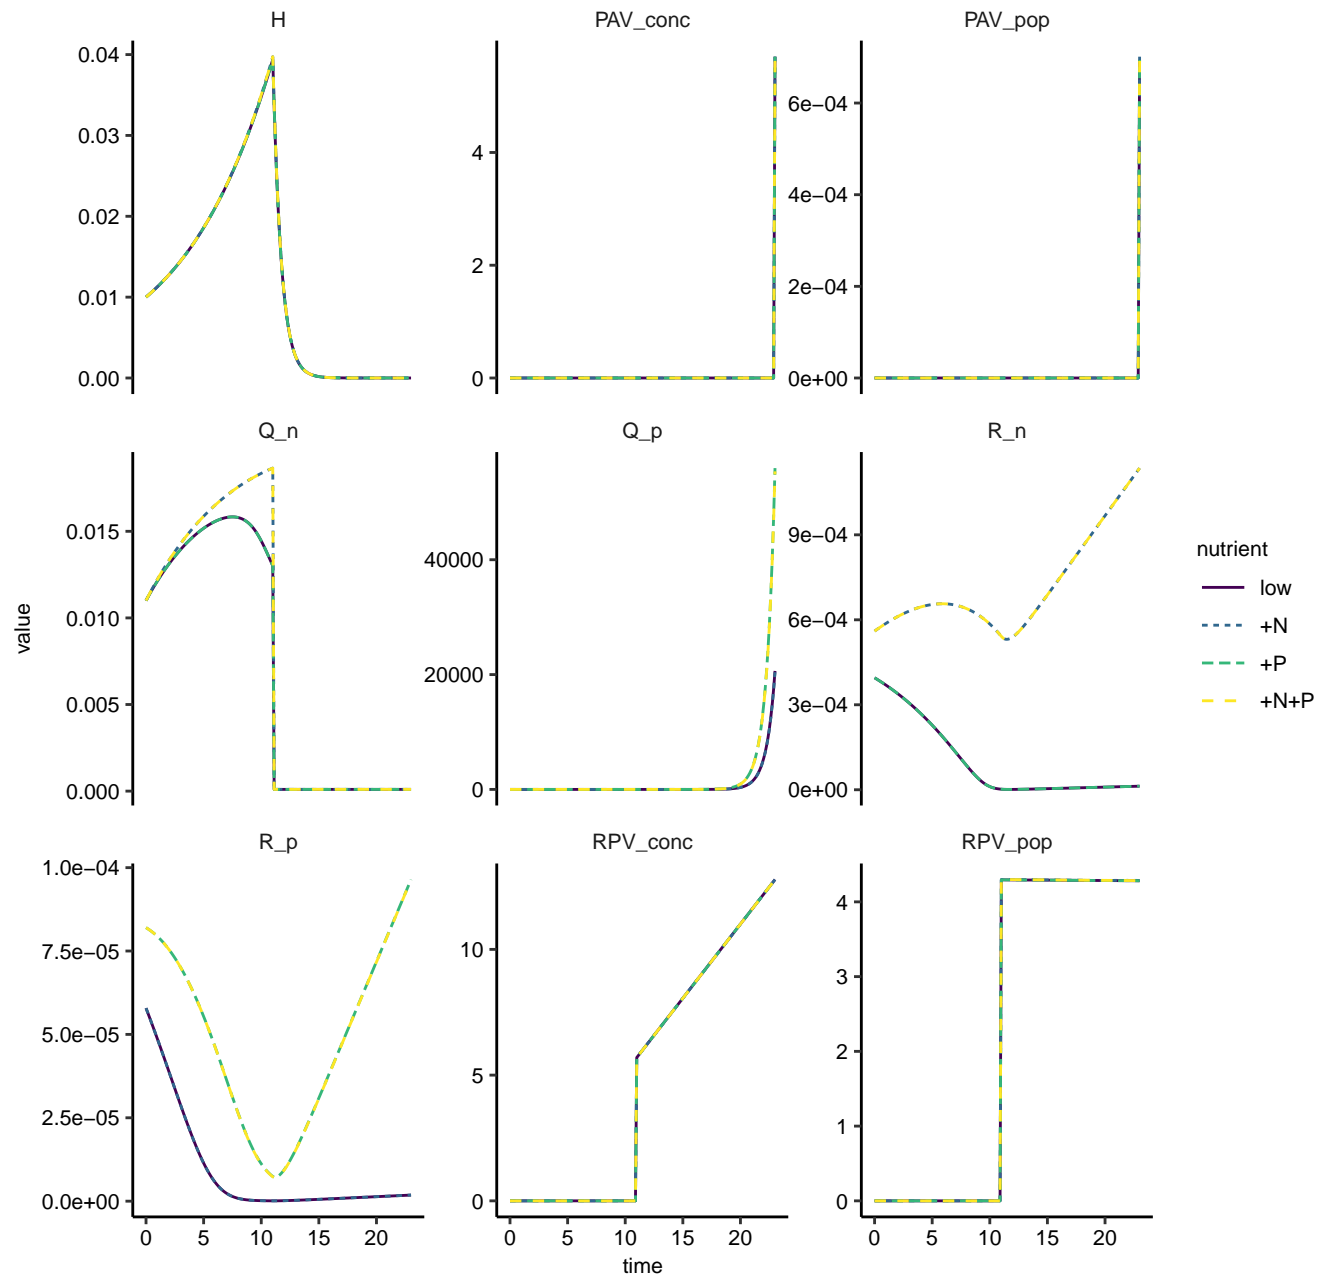 H
PAV_conc
PAV_pop
0.04
0.03
0.02
0.01
0.00
4
2
0
6e−04
4e−04
2e−04
0e+00
Q_n
Q_p
R_n
0.015
0.010
0.005
0.000
40000
20000
0
9e−04
6e−04
3e−04
0e+00
R_p
RPV_conc
RPV_pop
1.0e−04
7.5e−05
5.0e−05
2.5e−05
0.0e+00
10
5
0
4
3
2
1
0
0 5 10 15 20
0 5 10 15 20
0 5 10 15 20
time
value
nutrient
low
+N
+P
+N+P